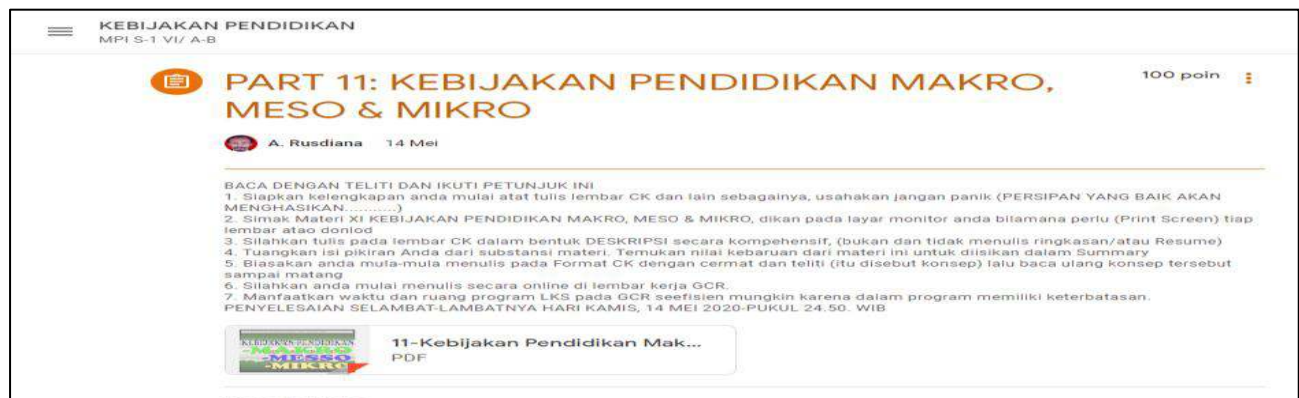 KEBIJAKAN PENDIDIKAN
MPI S-1 VI/ A-B
PART 11: KEBIJAKAN PENDIDIKAN MAKRO,
MESO & MIKRO
100 poin
A. Rusdiana 14 Mei
BACA DENGAN TELITI DAN IKUTI PETUNJUK INI
1. Siapkan kelengkapan anda mulai atat tulis lembar CK dan lain sebagainya, usahakan jangan panik (PERSIPAN YANG BAIK AKAN
MENGHASIKAN...........)
2. Simak Materi XI KEBIJAKAN PENDIDIKAN MAKRO, MESO & MIKRO, dikan pada layar monitor anda bilamana perlu (Print Screen) tiap
lembar atao donlod
3. Silahkan tulis pada lembar CK dalam bentuk DESKRIPSI secara kompehensif, (bukan dan tidak menulis ringkasan/atau Resume)
4. Tuangkan isi pikiran Anda dari substansi materi. Temukan nilai kebaruan dari materi ini untuk diisikan dalam Summary
5. Biasakan anda mula-mula menulis pada Format CK dengan cermat dan teliti (itu disebut konsep) lalu baca ulang konsep tersebut
sampai matang
6. Silahkan anda mulai menulis secara online di lembar kerja GCR.
7. Manfaatkan waktu dan ruang program LKS pada GCR seefisien mungkin karena dalam program memiliki keterbatasan.
PENYELESAIAN SELAMBAT-LAMBATNYA HARI KAMIS, 14 MEI 2020-PUKUL 24.50. WIB
KEBIJAKAN PENDIDIKAN
-MAKRO
-MESSO
-MIKRO
11-Kebijakan Pendidikan Mak...
PDF